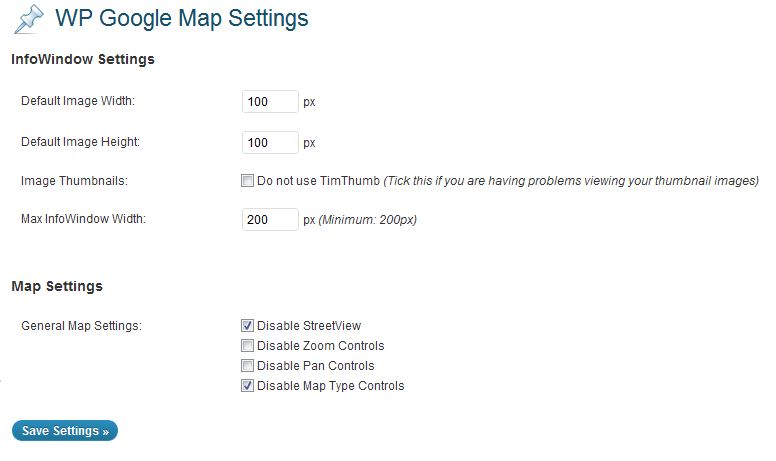 WP Google Map Settings
InfoWindow Settings
Default Image Width: 100 px
Default Image Height: 100 px
Image Thumbnails: Do not use TimThumb (Tick this if you are having problems viewing your thumbnail images)
Max InfoWindow Width: 200 px (Minimum: 200px)
Map Settings
General Map Settings: Disable StreetView
Disable Zoom Controls
Disable Pan Controls
Disable Map Type Controls
Save Settings »